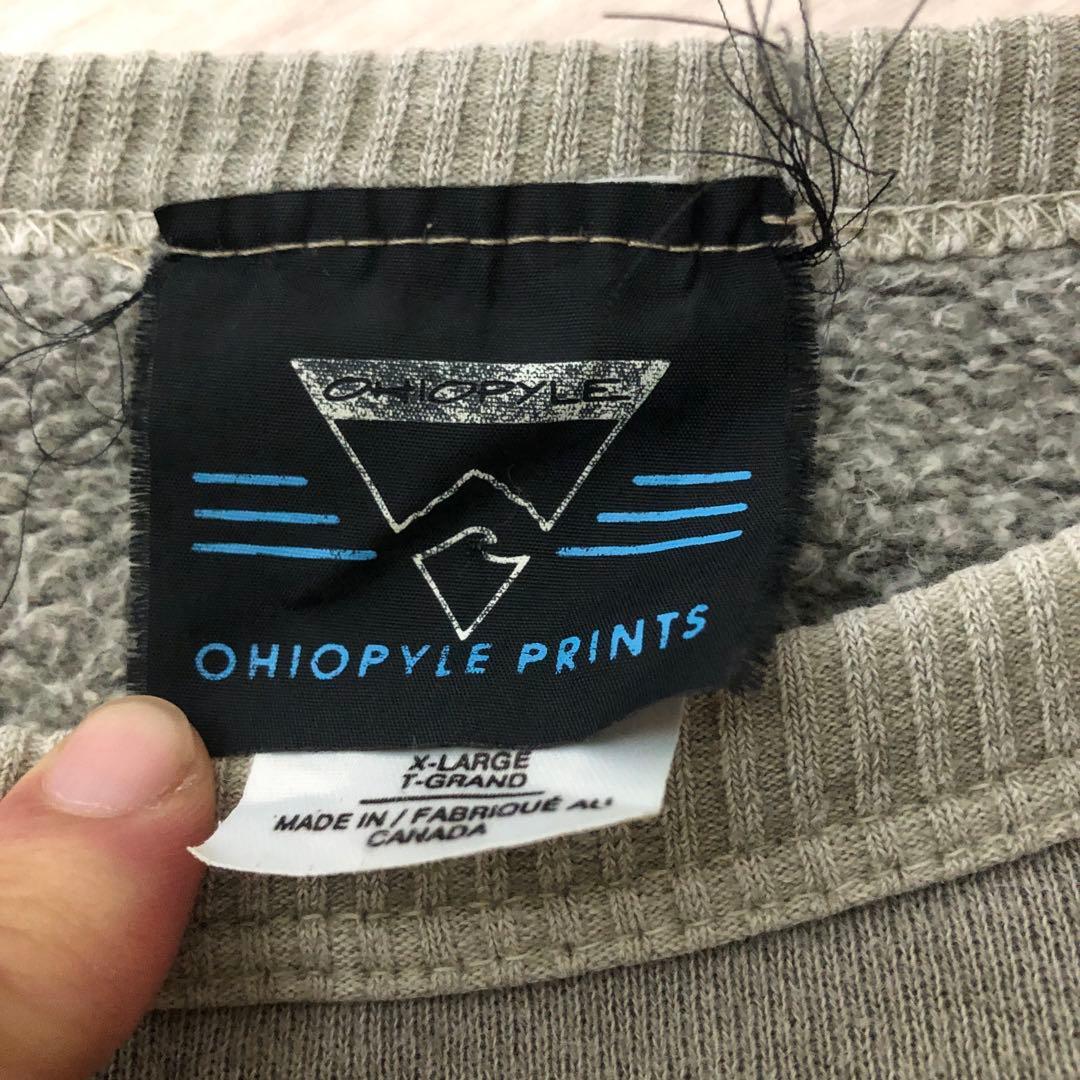 OHIOPYLE
OHIOPYLE PRINTS
X-LARGE
T-GRAND
MADE IN / FABRIQUÉ AU
CANADA